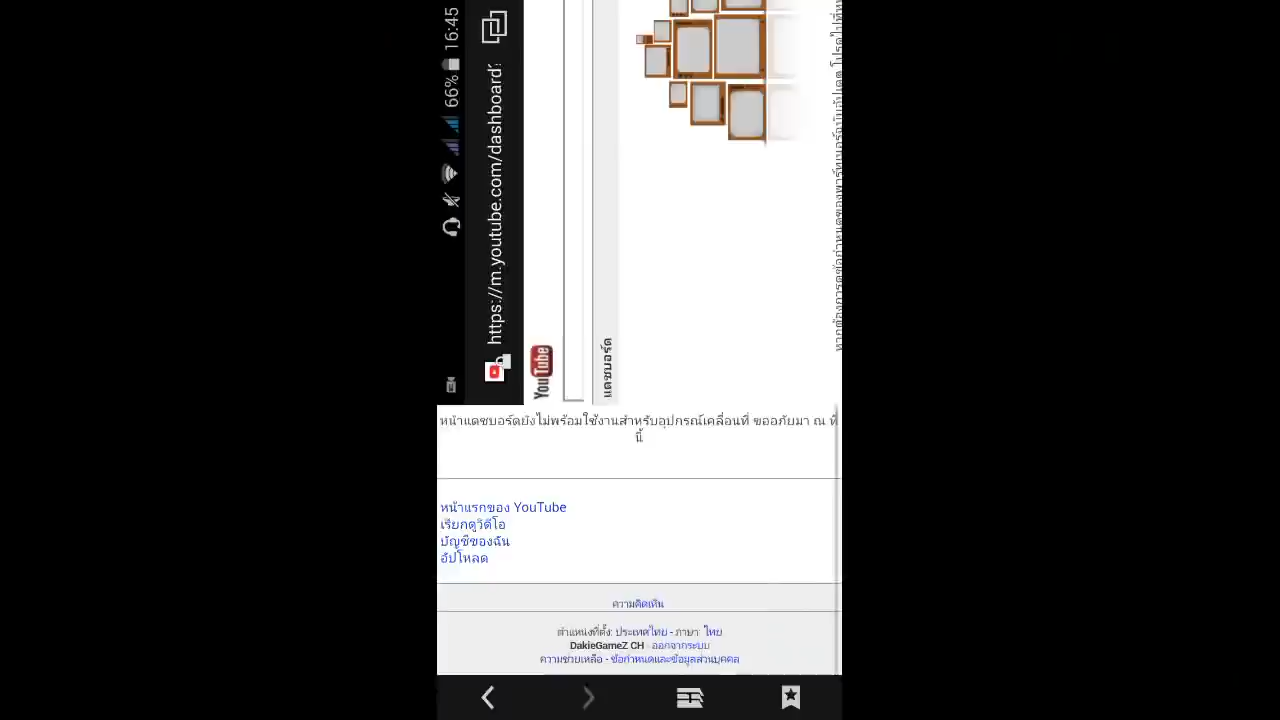 66% 16:45
https://m.youtube.com/dashboard?
YouTube
แดชบอร์ด
หน้าแดชบอร์ดยังไม่พร้อมใช้งานสำหรับอุปกรณ์เคลื่อนที่ ขออภัยมา ณ ที่
นี้
หน้าแรกของ YouTube
เรียกดูวิดีโอ
บัญชีของฉัน
อัปโหลด
ความคิดเห็น
ตำแหน่งที่ตั้ง: ประเทศไทย - ภาษา: ไทย
DakieGameZ CH - ออกจากระบบ
ความช่วยเหลือ - ข้อกำหนดและข้อมูลส่วนบุคคล